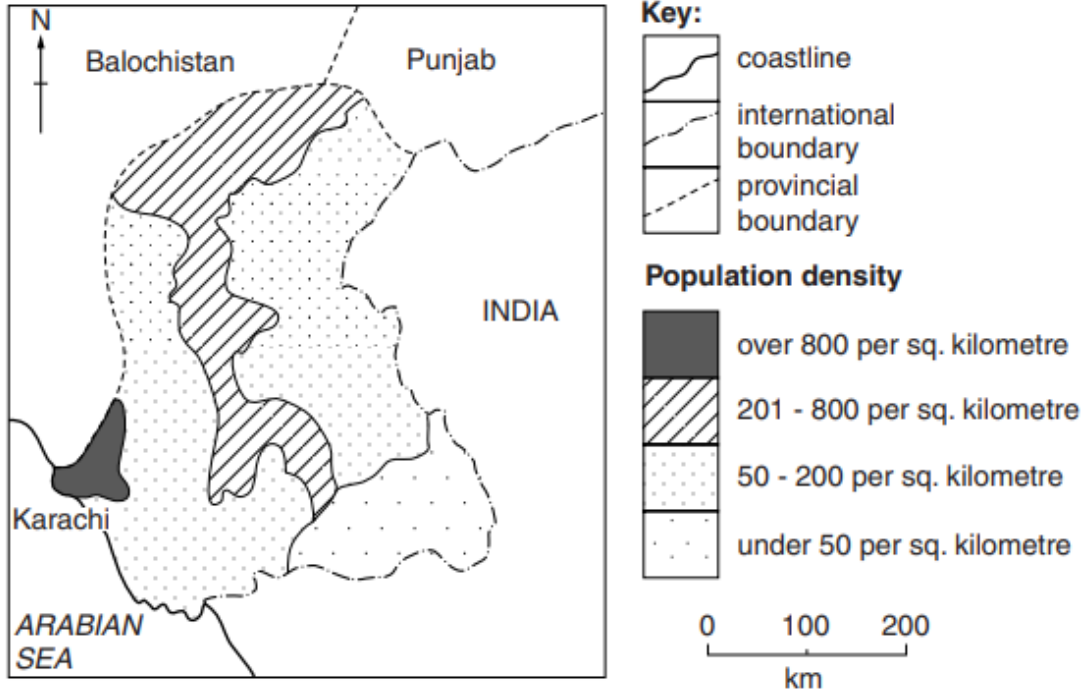 N
Balochistan
Punjab
INDIA
Karachi
ARABIAN
SEA
Key:
coastline
international
boundary
provincial
boundary
Population density
over 800 per sq. kilometre
201 - 800 per sq. kilometre
50 - 200 per sq. kilometre
under 50 per sq. kilometre
0 100 200
km